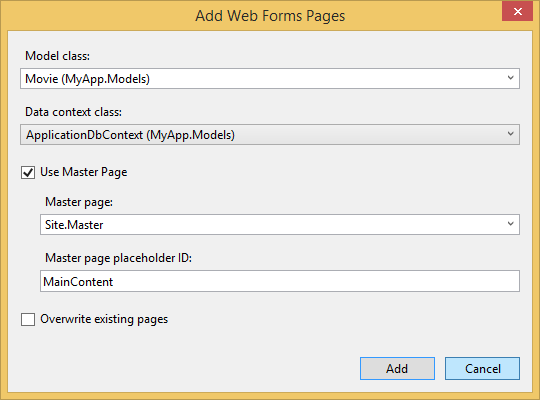 Add Web Forms Pages
Model class:
Movie (MyApp.Models)
Data context class:
ApplicationDbContext (MyApp.Models)
Use Master Page
Master page:
Site.Master
Master page placeholder ID:
MainContent
Overwrite existing pages
Add
Cancel